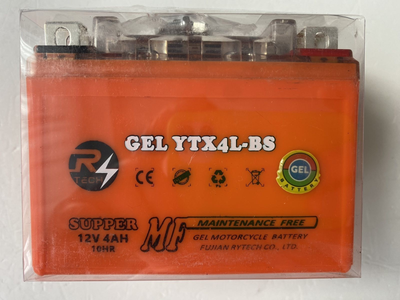 GEL YTX4L-BS
R
TECH
CE
GEL
BATTERY
SUPPER
12V 4AH
10HR
MF
MAINTENANCE FREE
GEL MOTORCYCLE BATTERY
FUJIAN RYTECH CO., LTD.